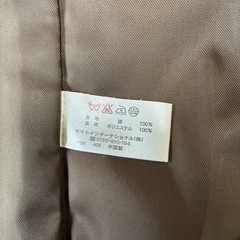 表地 綿 100%
裏地 ポリエステル 100%
ヤマトインターナショナル(株)
中国製